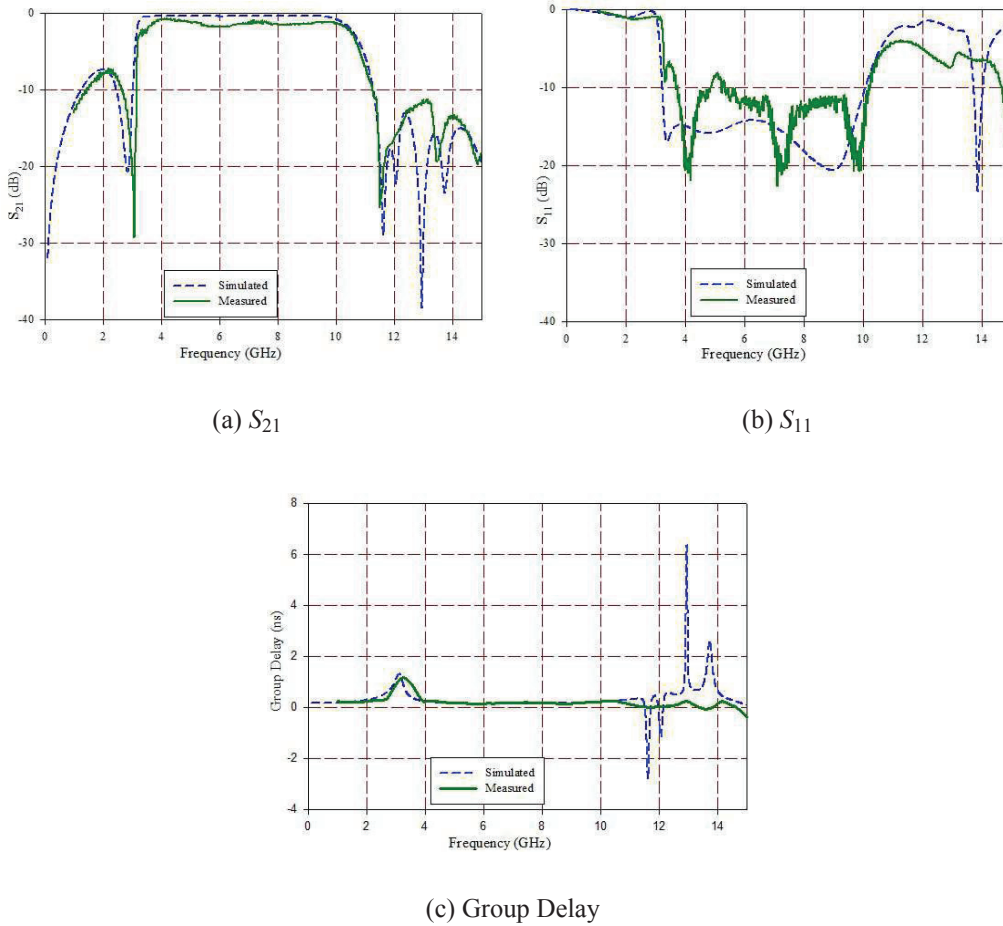 0
-10
-20
-30
-40
S21 (dB)
Simulated
Measured
0 2 4 6 8 10 12 14
Frequency (GHz)
(a) S21
0
-10
-20
-30
-40
S11 (dB)
Simulated
Measured
0 2 4 6 8 10 12 14
Frequency (GHz)
(b) S11
8
6
4
2
0
-2
-4
Group Delay (ns)
Simulated
Measured
0 2 4 6 8 10 12 14
Frequency (GHz)
(c) Group Delay